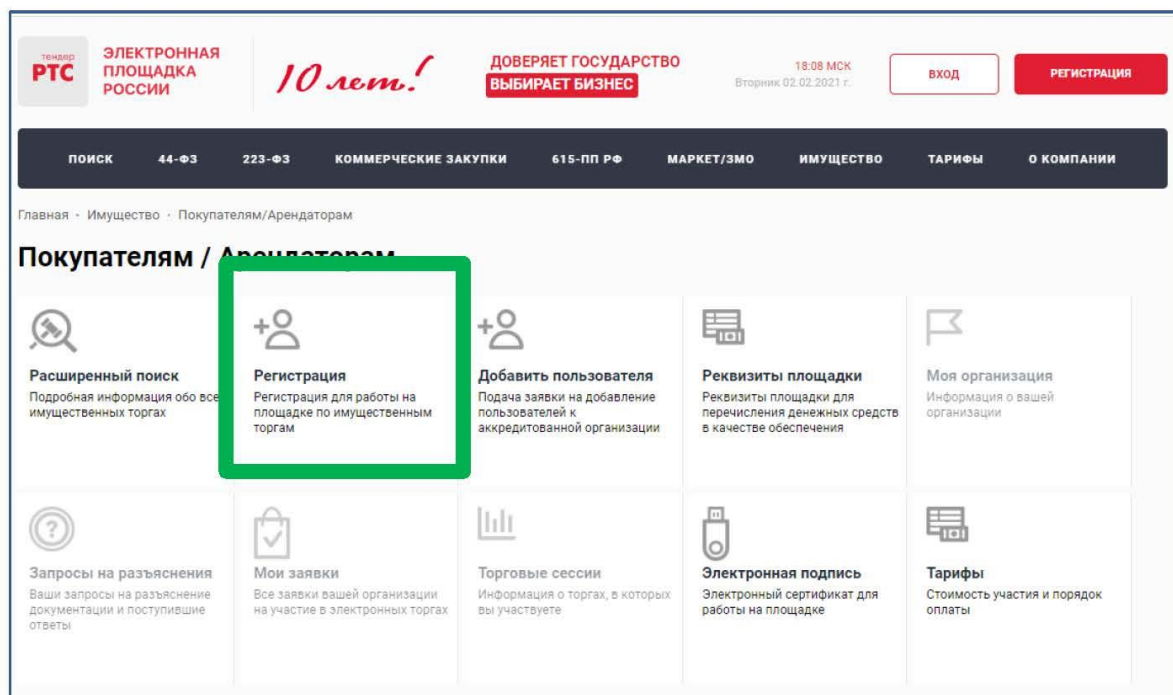 тендер
РТС
ЭЛЕКТРОННАЯ
ПЛОЩАДКА
РОССИИ
10 лет!
ДОВЕРЯЕТ ГОСУДАРСТВО
ВЫБИРАЕТ БИЗНЕС
18:08 МСК
Вторник 02.02.2021 г.
ВХОД
РЕГИСТРАЦИЯ
ПОИСК 44-ФЗ 223-ФЗ КОММЕРЧЕСКИЕ ЗАКУПКИ 615-ПП РФ МАРКЕТ/ЗМО ИМУЩЕСТВО ТАРИФЫ О КОМПАНИИ
Главная · Имущество · Покупателям/Арендаторам
Покупателям / Арендаторам
Расширенный поиск
Подробная информация обо все
имущественных торгах
Регистрация
Регистрация для работы на
площадке по имущественным
торгам
Добавить пользователя
Подача заявки на добавление
пользователей к
аккредитованной организации
Реквизиты площадки
Реквизиты площадки для
перечисления денежных средств
в качестве обеспечения
Моя организация
Информация о вашей
организации
Запросы на разъяснения
Ваши запросы на разъяснение
документации и поступившие
ответы
Мои заявки
Все заявки вашей организации
на участие в электронных торгах
Торговые сессии
Информация о торгах, в которых
вы участвуете
Электронная подпись
Электронный сертификат для
работы на площадке
Тарифы
Стоимость участия и порядок
оплаты